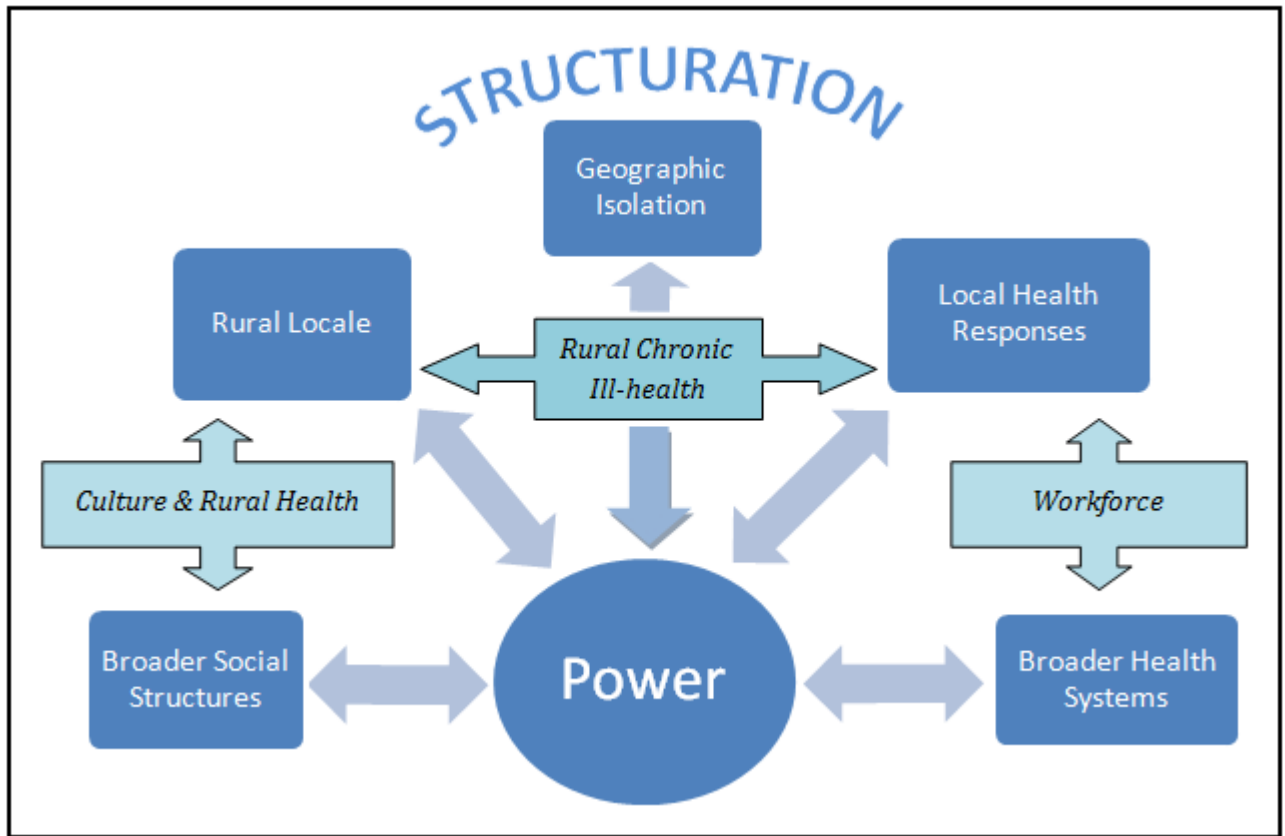 STRUCTURATION
Geographic
Isolation
Rural Locale
Local Health
Responses
Rural Chronic
Ill-health
Culture & Rural Health
Workforce
Broader Social
Structures
Power
Broader Health
Systems